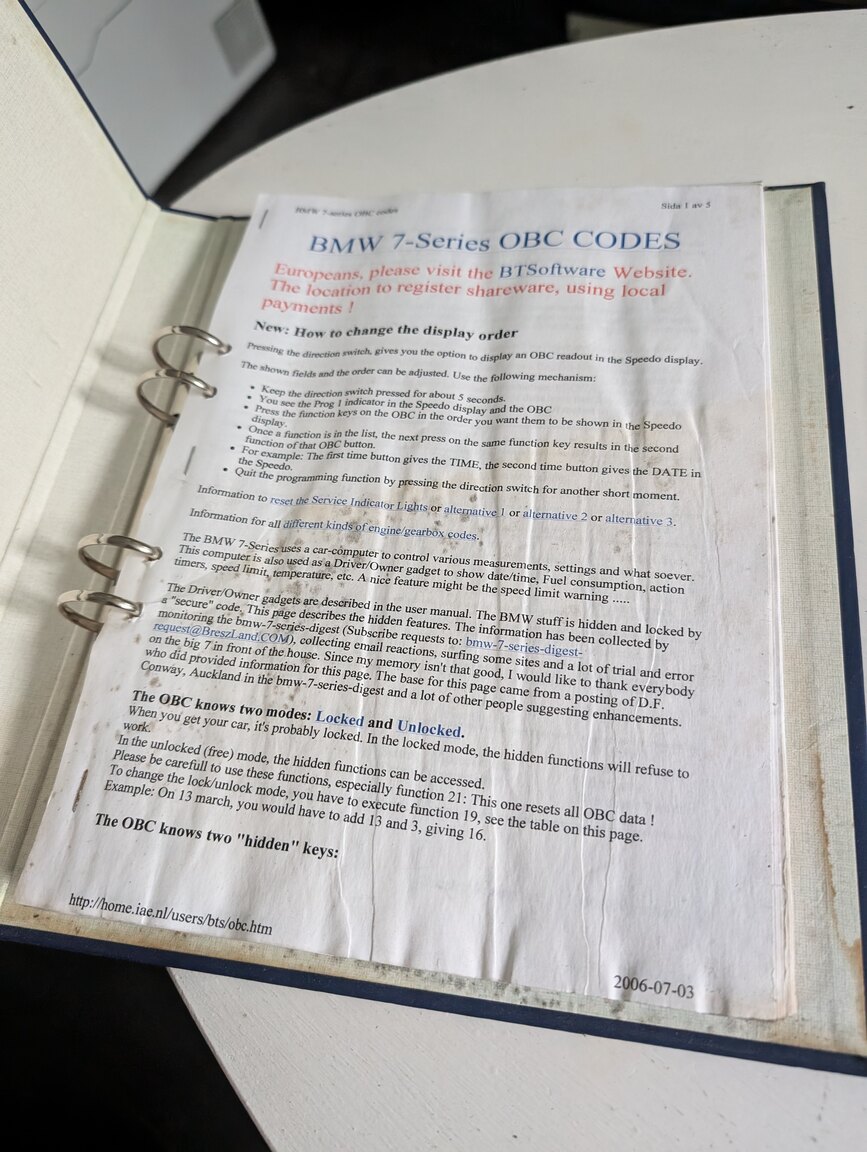 BMW 7-series OBC codes
Sida 1 av 5
BMW 7-Series OBC CODES
Europeans, please visit the BTSoftware Website.
The location to register shareware, using local
payments !
New: How to change the display order
Pressing the direction switch, gives you the option to display an OBC readout in the Speedo display.
The shown fields and the order can be adjusted. Use the following mechanism:
• Keep the direction switch pressed for about 5 seconds.
• You see the Prog 1 indicator in the Speedo display and the OBC
• Press the function keys on the OBC in the order you want them to be shown in the Speedo
display.
• Once a function is in the list, the next press on the same function key results in the second
function of that OBC button.
• For example: The first time button gives the TIME, the second time button gives the DATE in
the Speedo.
• Quit the programming function by pressing the direction switch for another short moment.
Information to reset the Service Indicator Lights or alternative 1 or alternative 2 or alternative 3.
Information for all different kinds of engine/gearbox codes.
The BMW 7-Series uses a car-computer to control various measurements, settings and what soever.
This computer is also used as a Driver/Owner gadget to show date/time, Fuel consumption, action
timers, speed limit, temperature, etc. A nice feature might be the speed limit warning .....
The Driver/Owner gadgets are described in the user manual. The BMW stuff is hidden and locked by
a "secure" code. This page describes the hidden features. The information has been collected by
monitoring the bmw-7-series-digest (Subscribe requests to: bmw-7-series-digest-
request@BreszLand.COM), collecting email reactions, surfing some sites and a lot of trial and error
on the big 7 in front of the house. Since my memory isn't that good, I would like to thank everybody
who did provided information for this page. The base for this page came from a posting of D.F.
Conway, Auckland in the bmw-7-series-digest and a lot of other people suggesting enhancements.
The OBC knows two modes: Locked and Unlocked.
When you get your car, it's probably locked. In the locked mode, the hidden functions will refuse to
work.
In the unlocked (free) mode, the hidden functions can be accessed.
Please be carefull to use these functions, especially function 21: This one resets all OBC data !
To change the lock/unlock mode, you have to execute function 19, see the table on this page.
Example: On 13 march, you would have to add 13 and 3, giving 16.
The OBC knows two "hidden" keys:
http://home.iae.nl/users/bts/obc.htm
2006-07-03